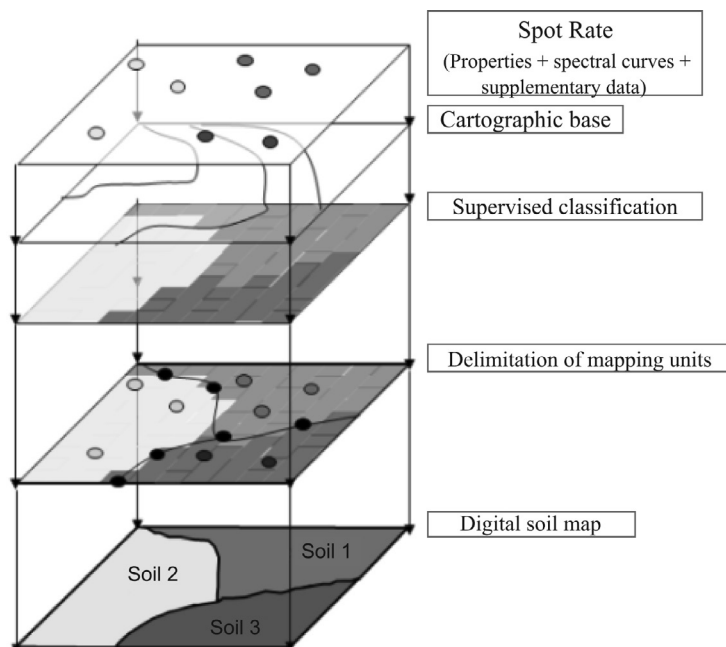 Spot Rate
(Properties + spectral curves +
supplementary data)
Cartographic base
Supervised classification
Delimitation of mapping units
Digital soil map
Soil 1
Soil 2
Soil 3